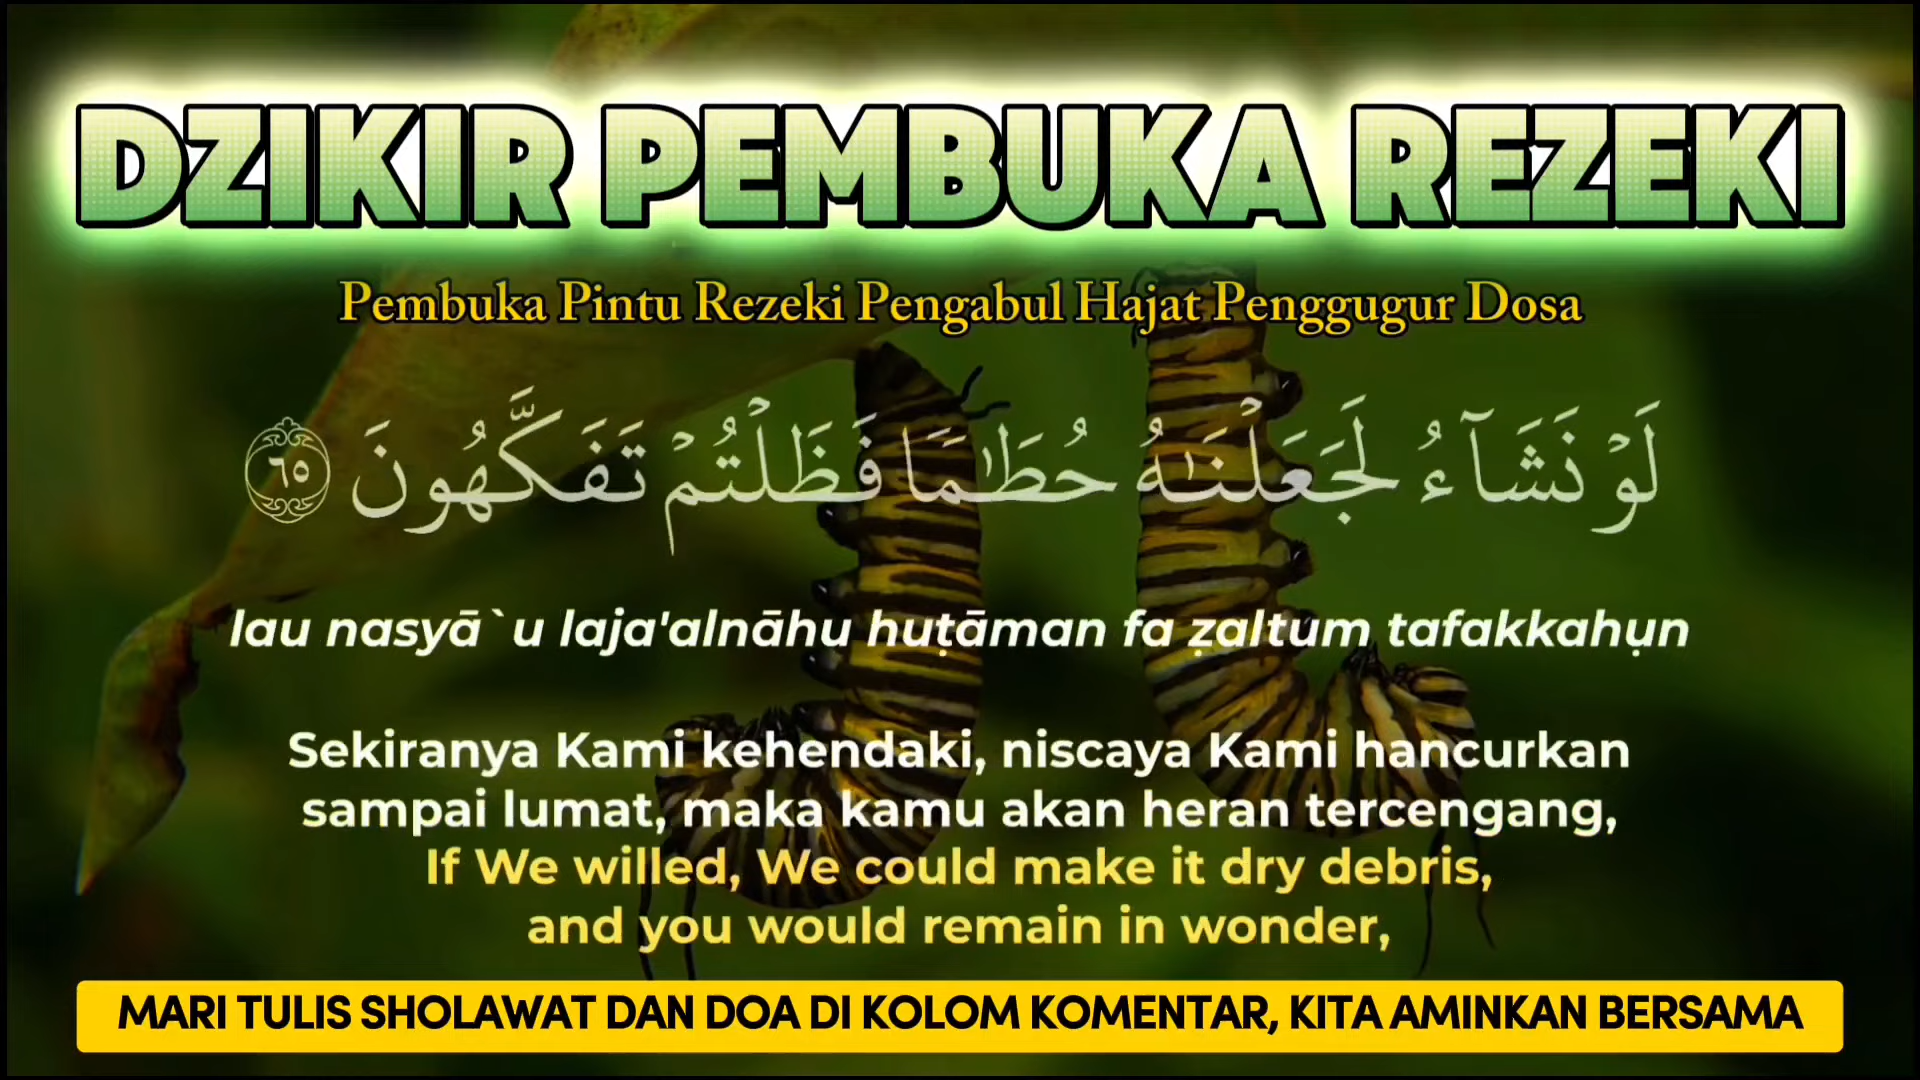 DZIKIR PEMBUKA REZEKI
Pembuka Pintu Rezeki Pengabul Hajat Penggugur Dosa
لَوْ نَشَآءُ لَجَعَلْنَٰهُ حُطَٰمًا فَظَلْتُمْ تَفَكَّهُونَ ٦٥
lau nasyā`u laja'alnāhu huṭāman fa ẓaltum tafakkahụn
Sekiranya Kami kehendaki, niscaya Kami hancurkan
sampai lumat, maka kamu akan heran tercengang,
If We willed, We could make it dry debris,
and you would remain in wonder,
MARI TULIS SHOLAWAT DAN DOA DI KOLOM KOMENTAR, KITA AMINKAN BERSAMA